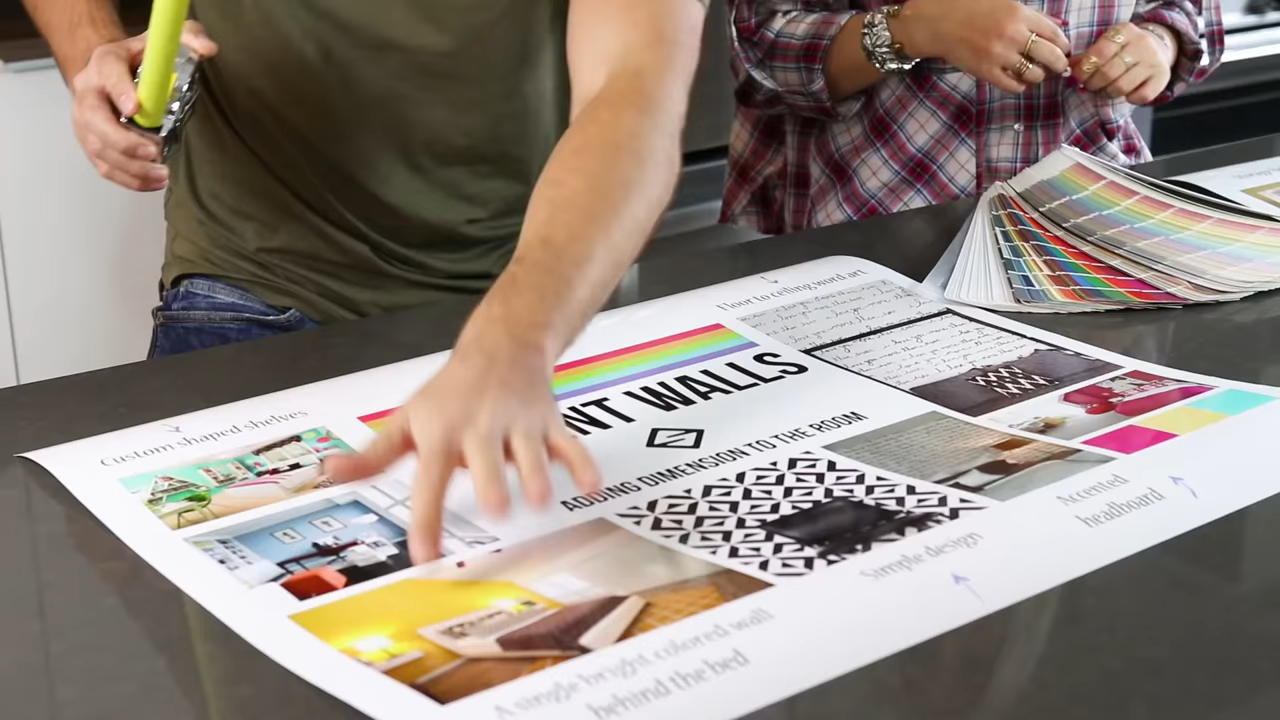 Floor to ceiling word art
Custom shaped shelves
NT WALLS
ADDING DIMENSION TO THE ROOM
Accented
headboard
Simple design
A single bright colored wall
behind the bed